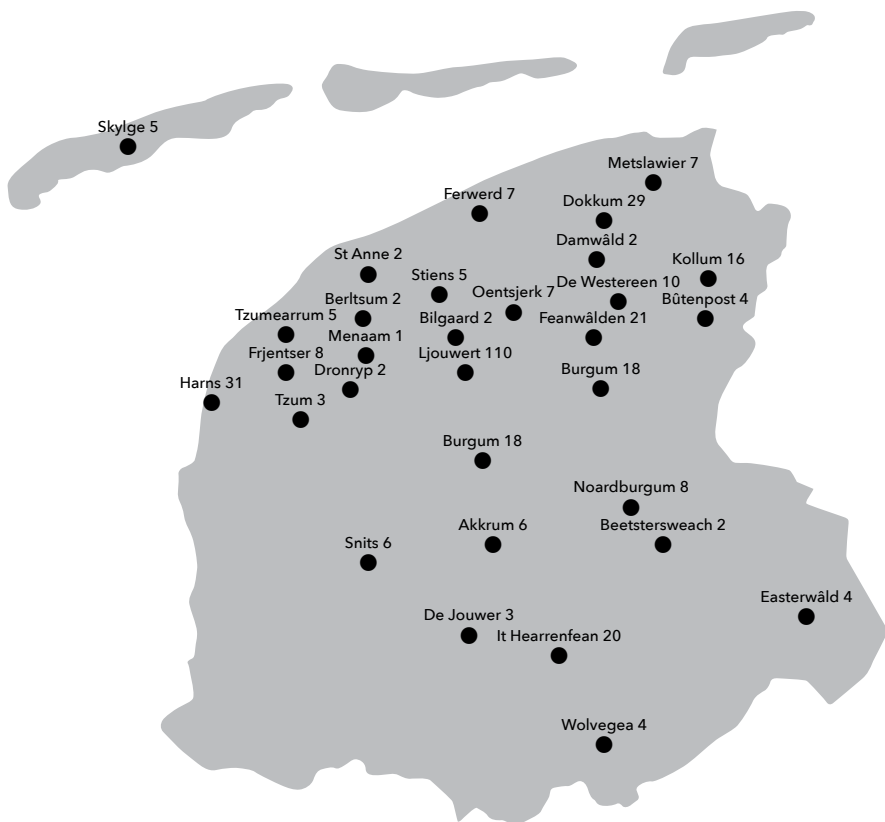 Skylge 5
Metslawier 7
Ferwerd 7
Dokkum 29
Damwâld 2
St Anne 2
Kollum 16
Stiens 5
De Westereen 10
Oentsjerk 7
Berltsum 2
Bûtenpost 4
Tzumearrum 5
Bilgaard 2
Feanwâlden 21
Menaam 1
Frjentser 8
Ljouwert 110
Dronryp 2
Burgum 18
Harns 31
Tzum 3
Burgum 18
Noardburgum 8
Akkrum 6
Beetstersweach 2
Snits 6
Easterwâld 4
De Jouwer 3
It Hearrenfean 20
Wolvegea 4